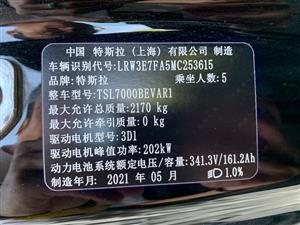 中国 特斯拉(上海)有限公司 制造
车辆识别代号:LRW3E7FA5MC253615
品牌:特斯拉 乘坐人数:5
整车型号:TSL7000BEVAR1
最大允许总质量:2170 kg
最大允许牵引质量:0 kg
驱动电机型号:3D1
驱动电机峰值功率:202kW
动力电池系统额定电压/容量:341.3V/161.2Ah
制造年月:2021 年 05 月 1.0%